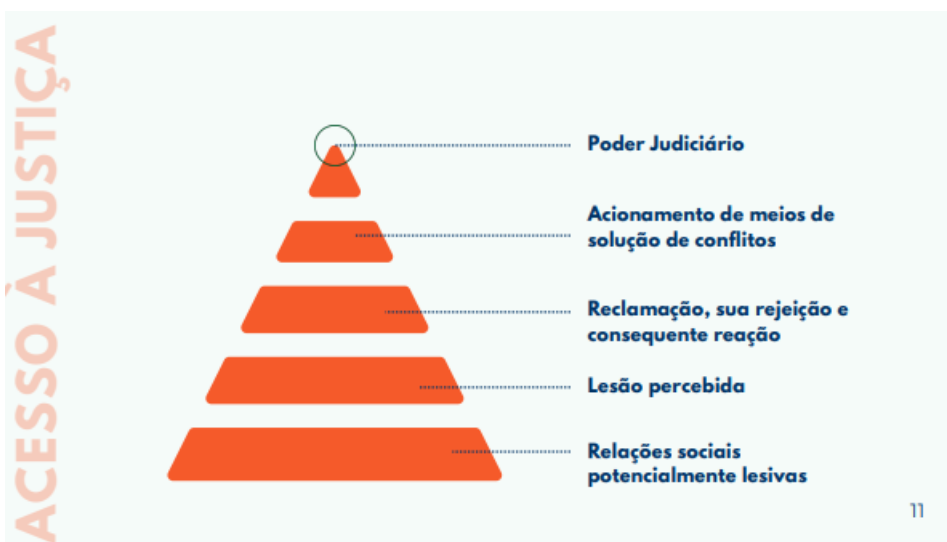 ACESSO À JUSTIÇA
Poder Judiciário
Acionamento de meios de
solução de conflitos
Reclamação, sua rejeição e
consequente reação
Lesão percebida
Relações sociais
potencialmente lesivas
11